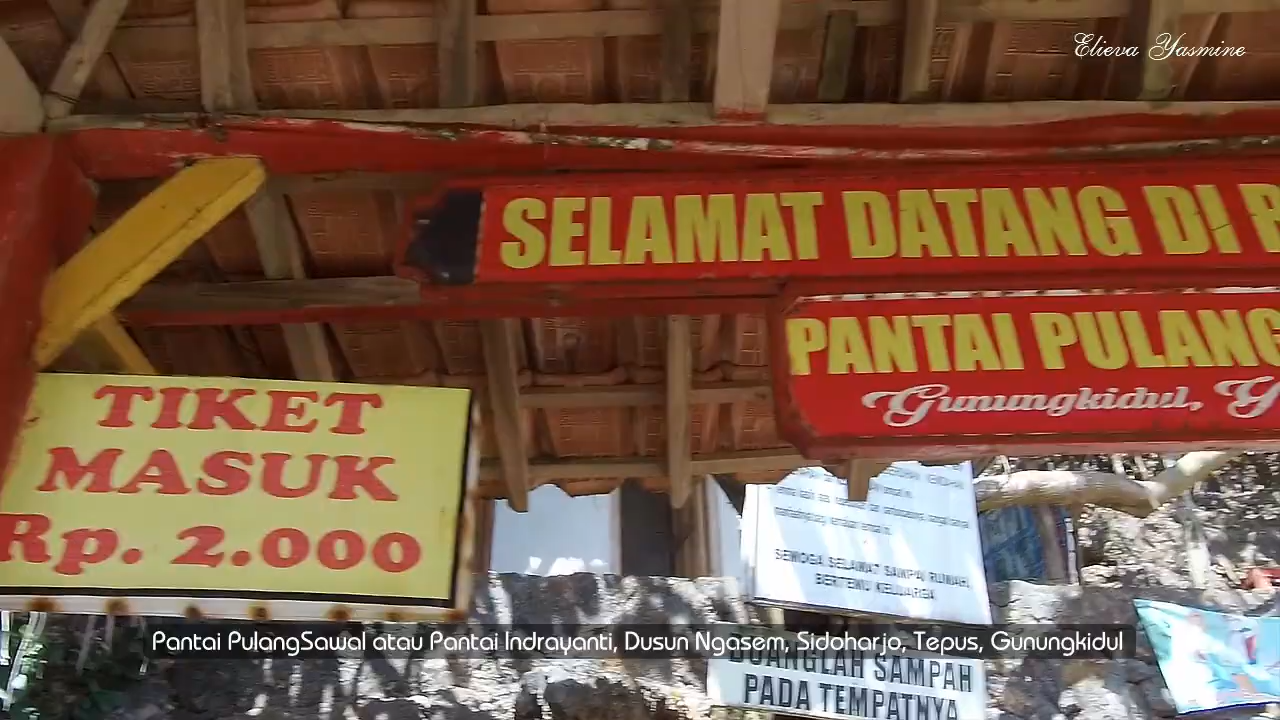 Elieva Yasmine
SELAMAT DATANG DI
PANTAI PULANG
Gunungkidul,
TIKET
MASUK
Rp. 2.000
SEMOGA SELAMAT SAMPAI RUMAH,
BERTEMU KELUARGA
Pantai PulangSawal atau Pantai Indrayanti, Dusun Ngasem, Sidoharjo, Tepus, Gunungkidul
BUANGLAH SAMPAH
PADA TEMPATNYA